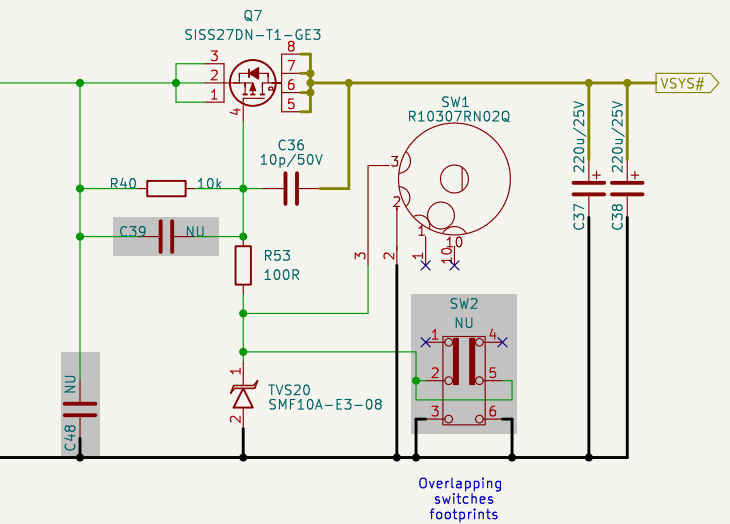 Q7
SISS27DN-T1-GE3
8
3
7
2
6
1
5
4
VSYS#
SW1
R10307RN02Q
220u/25V
220u/25V
C36
10p/50V
3
R40
10k
+
+
2
C39
NU
C37
C38
1
10
R53
100R
3
2
1
10
SW2
NU
1
4
1
2
5
NU
TVS20
SMF10A-E3-08
2
3
6
C48
Overlapping
switches
footprints